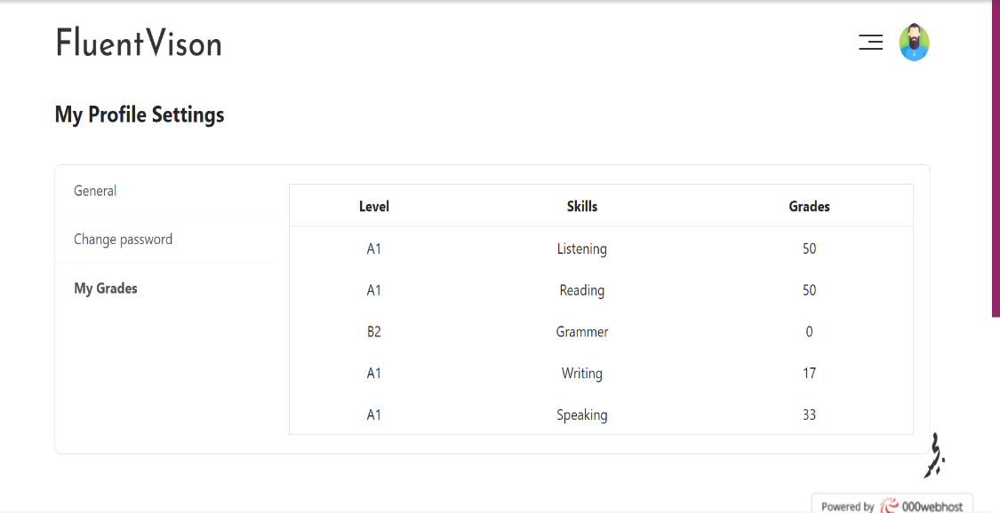 FluentVison
My Profile Settings
General
Change password
My Grades
Level Skills Grades
A1 Listening 50
A1 Reading 50
B2 Grammer 0
A1 Writing 17
A1 Speaking 33
Powered by 000webhost